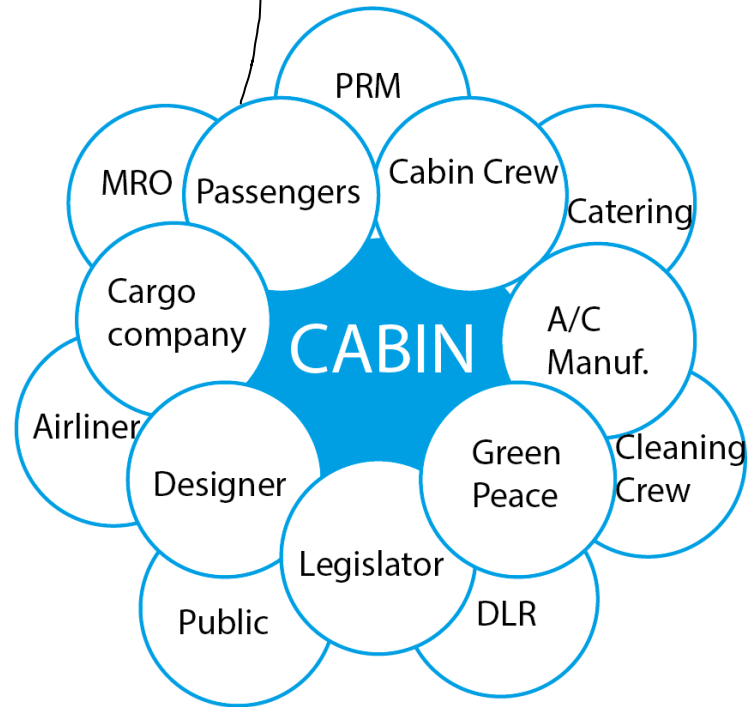 PRM
MRO
Passengers
Cabin Crew
Catering
Cargo
company
CABIN
A/C
Manuf.
Airliner
Designer
Green
Peace
Cleaning
Crew
Legislator
Public
DLR